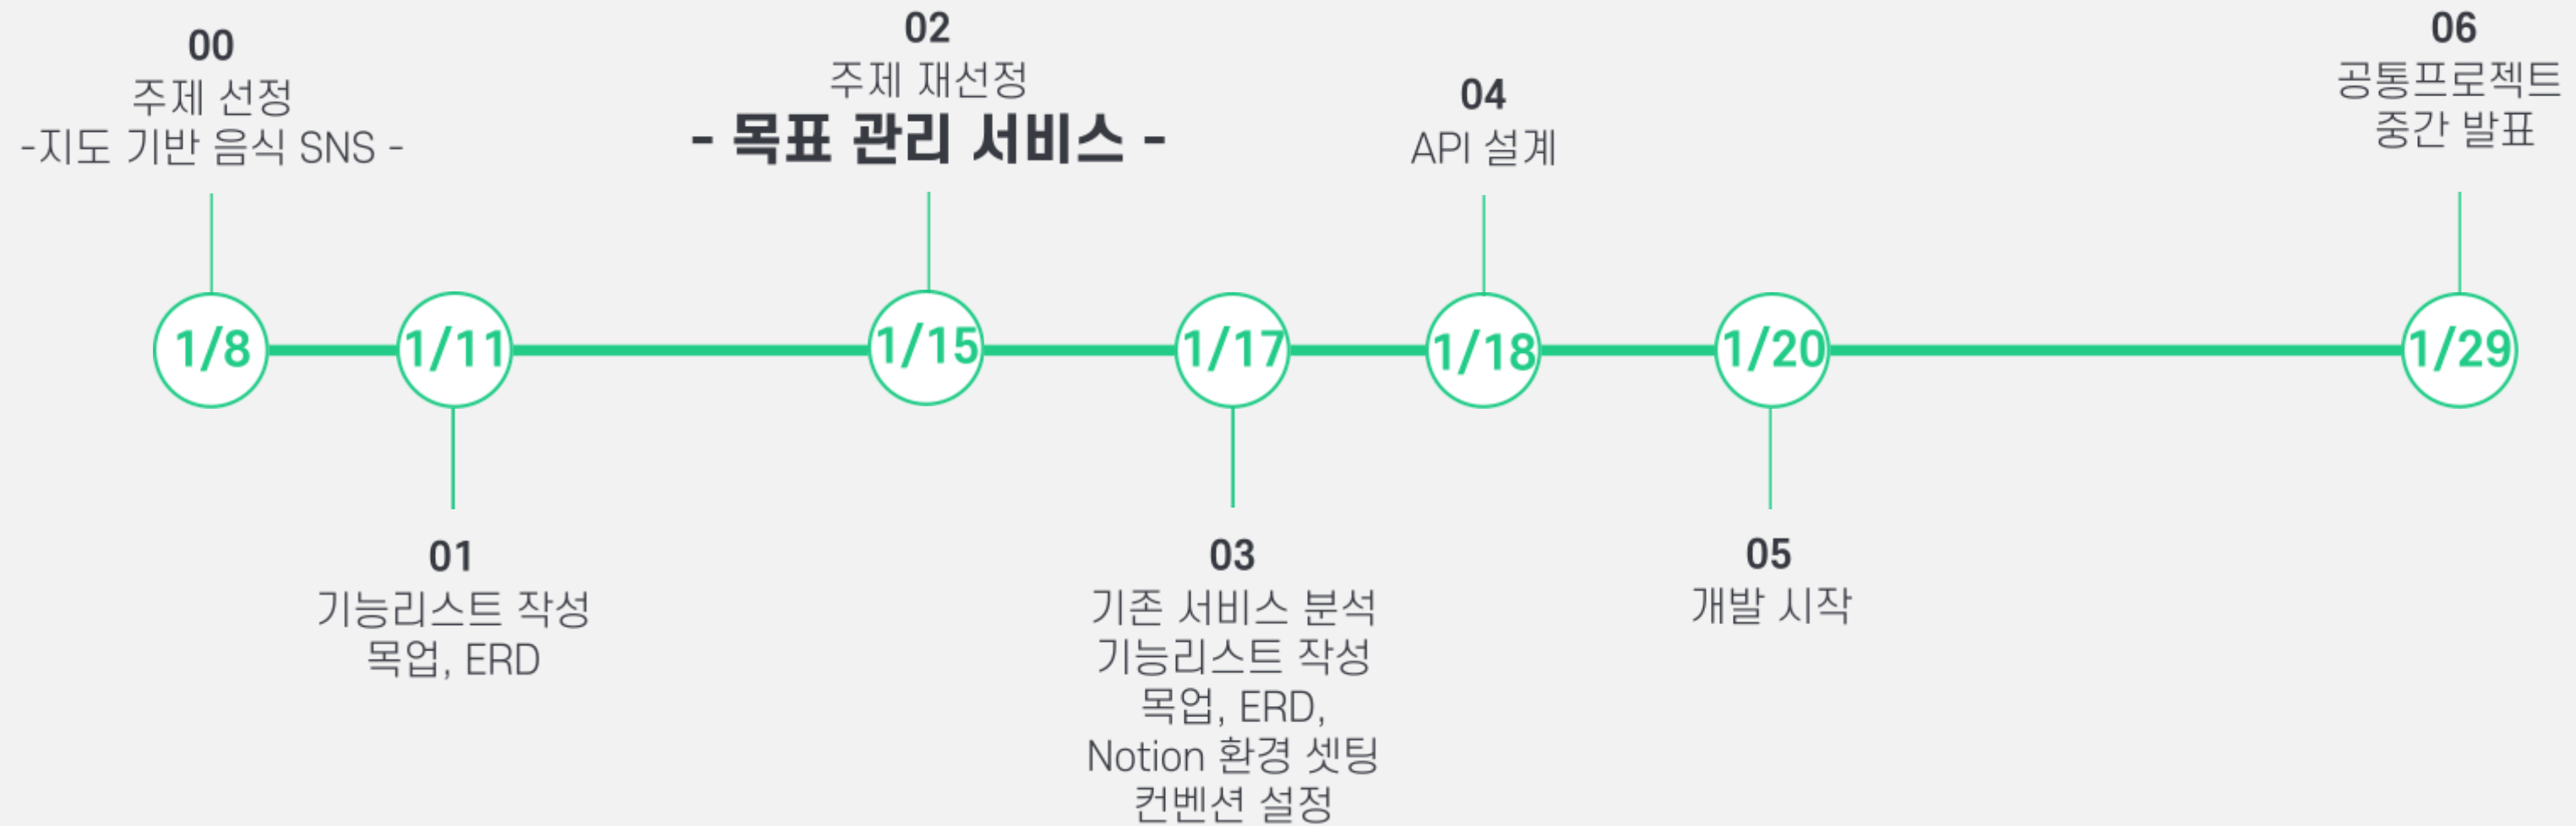 00
주제 선정
-지도 기반 음식 SNS -
02
주제 재선정
- 목표 관리 서비스 -
04
API 설계
06
공통프로젝트
중간 발표
1/8
1/11
1/15
1/17
1/18
1/20
1/29
01
기능리스트 작성
목업, ERD
03
기존 서비스 분석
기능리스트 작성
목업, ERD,
Notion 환경 셋팅
컨벤션 설정
05
개발 시작